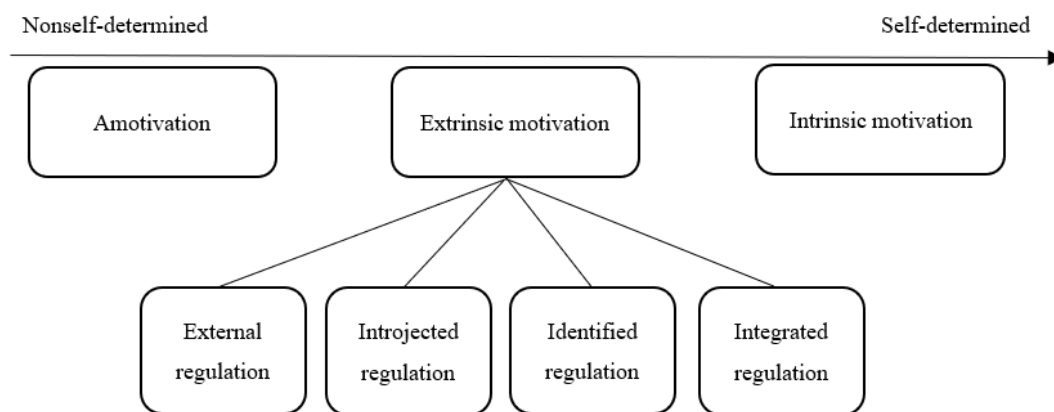 Nonself-determined
Self-determined
Amotivation
Extrinsic motivation
Intrinsic motivation
External
regulation
Introjected
regulation
Identified
regulation
Integrated
regulation